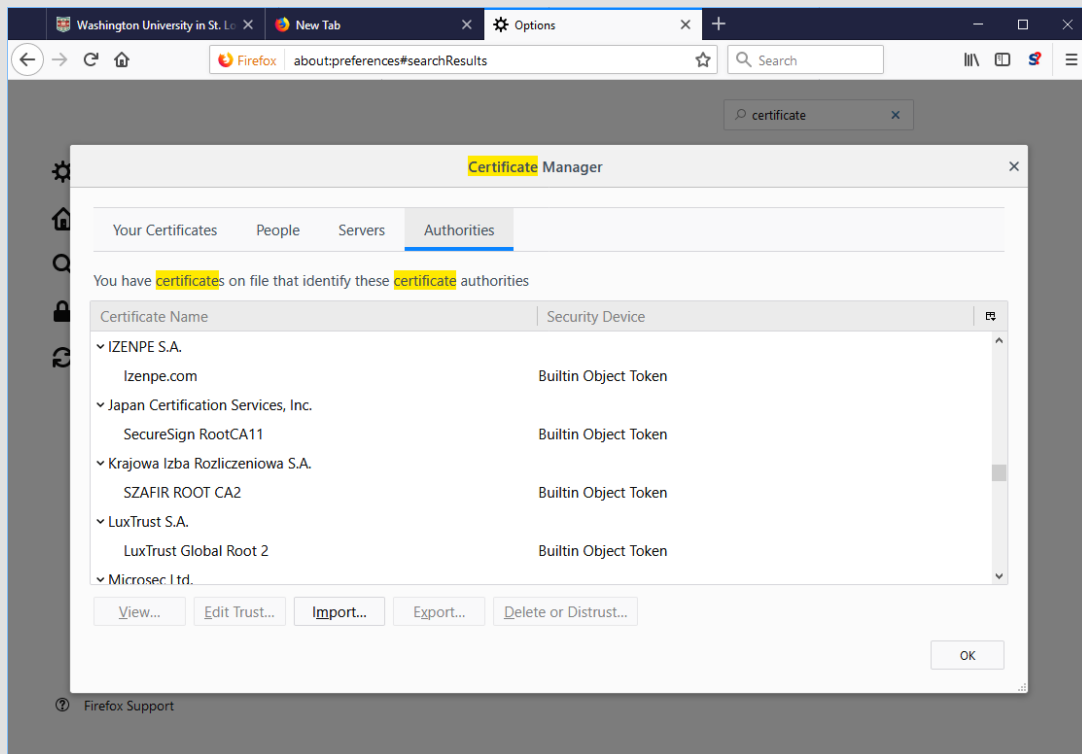 Washington University in St. Lo
New Tab
Options
Firefox
about:preferences#searchResults
Search
certificate
Certificate Manager
Your Certificates People Servers Authorities
You have certificates on file that identify these certificate authorities
Certificate Name Security Device
IZENPE S.A.
Izenpe.com Builtin Object Token
Japan Certification Services, Inc.
SecureSign RootCA11 Builtin Object Token
Krajowa Izba Rozliczeniowa S.A.
SZAFIR ROOT CA2 Builtin Object Token
LuxTrust S.A.
LuxTrust Global Root 2 Builtin Object Token
Microsec Ltd.
View... Edit Trust... Import... Export... Delete or Distrust...
OK
Firefox Support